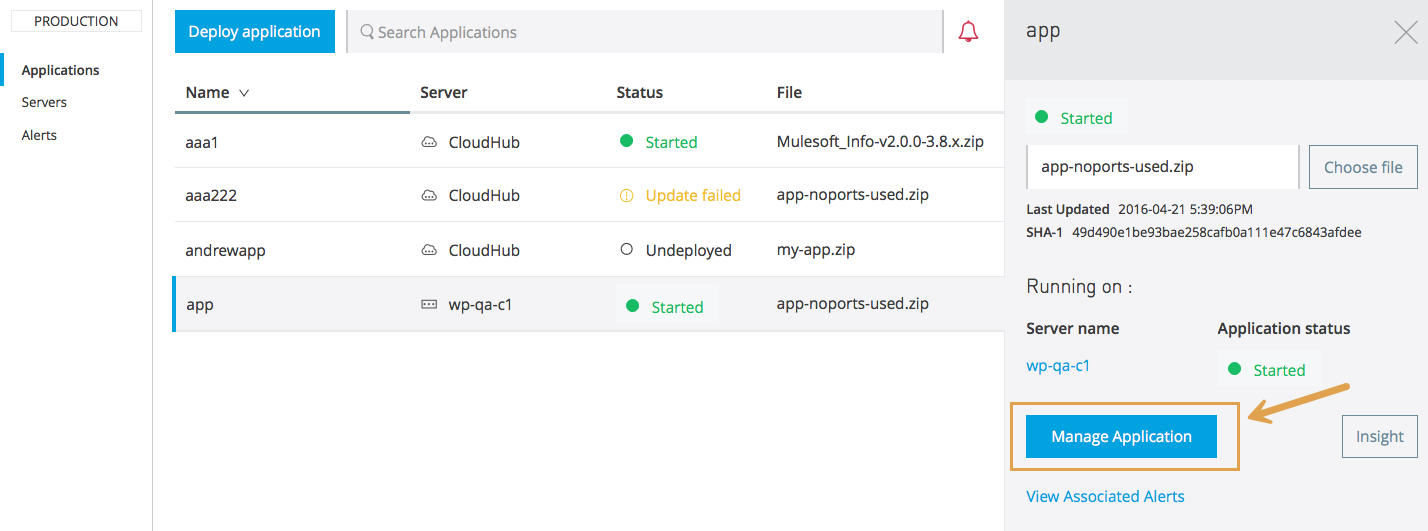 PRODUCTION
Applications
Servers
Alerts
Deploy application
Search Applications
Name Server Status File
aaa1 CloudHub Started Mulesoft_Info-v2.0.0-3.8.x.zip
aaa222 CloudHub Update failed app-noports-used.zip
andrewapp CloudHub Undeployed my-app.zip
app wp-qa-c1 Started app-noports-used.zip
app
Started
app-noports-used.zip Choose file
Last Updated 2016-04-21 5:39:06PM
SHA-1 49d490e1be93bae258cafb0a111e47c6843afdee
Running on :
Server name Application status
wp-qa-c1 Started
Manage Application Insight
View Associated Alerts